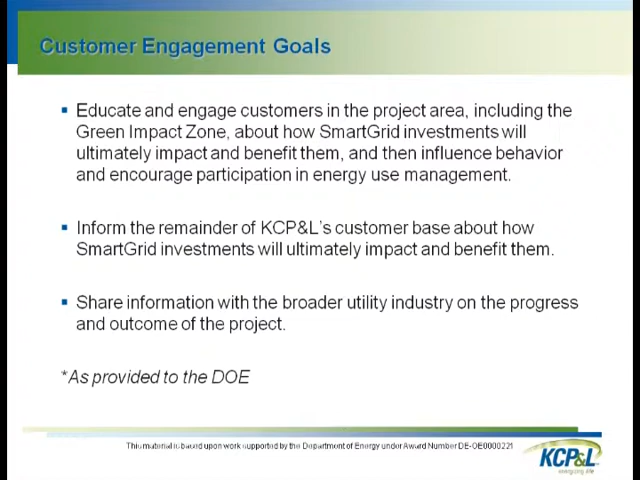 Customer Engagement Goals
▪ Educate and engage customers in the project area, including the
Green Impact Zone, about how SmartGrid investments will
ultimately impact and benefit them, and then influence behavior
and encourage participation in energy use management.
▪ Inform the remainder of KCP&L's customer base about how
SmartGrid investments will ultimately impact and benefit them.
▪ Share information with the broader utility industry on the progress
and outcome of the project.
*As provided to the DOE
This material is based upon work supported by the Department of Energy under Award Number DE-OE0000221
KCP&L
energizing life